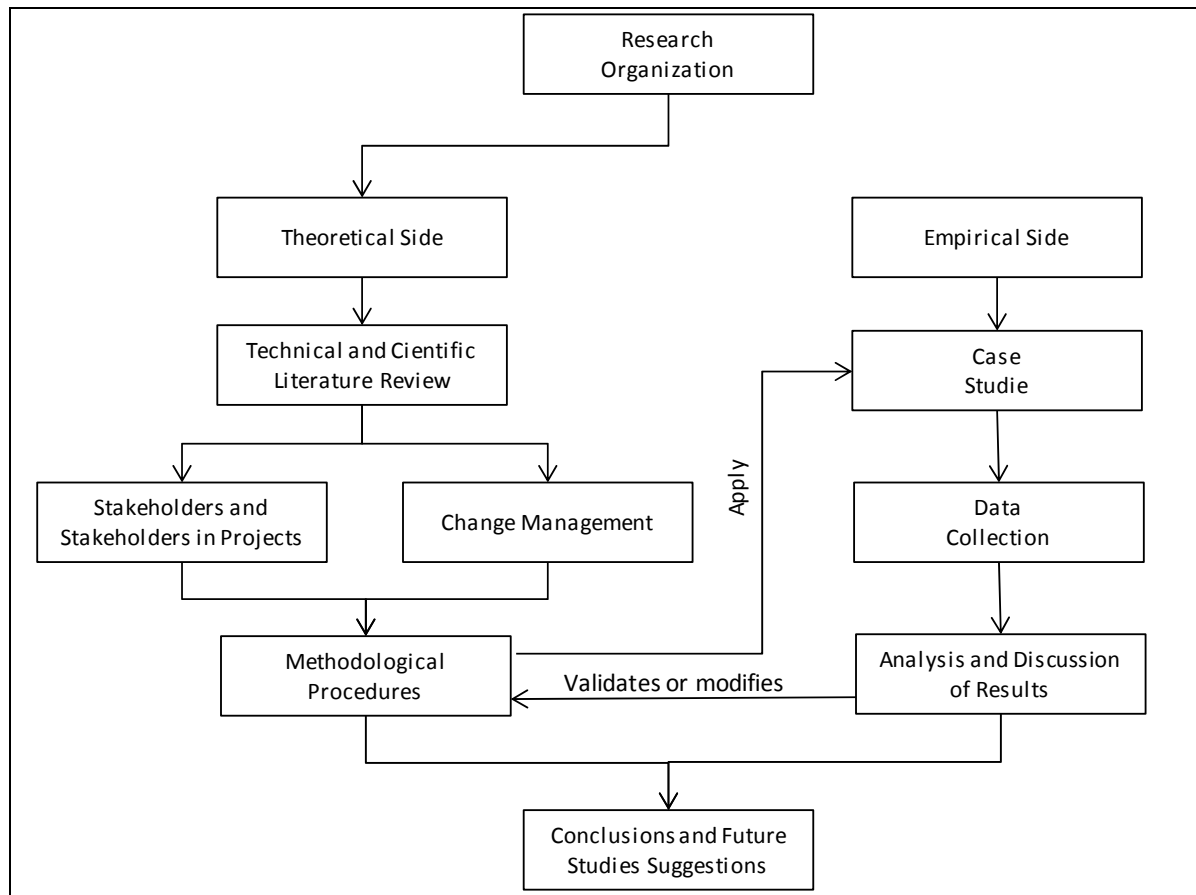 Research
Organization
Theoretical Side
Empirical Side
Technical and Cientific
Literature Review
Case
Studie
Apply
Stakeholders and
Stakeholders in Projects
Change Management
Data
Collection
Methodological
Procedures
Validates or modifies
Analysis and Discussion
of Results
Conclusions and Future
Studies Suggestions